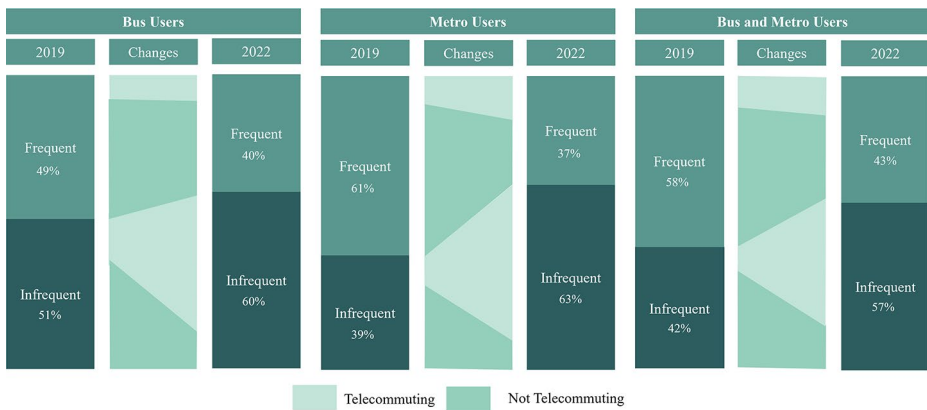 Bus Users
2019 Changes 2022
Frequent
49%
Infrequent
51%
Frequent
40%
Infrequent
60%
Metro Users
2019 Changes 2022
Frequent
61%
Infrequent
39%
Frequent
37%
Infrequent
63%
Bus and Metro Users
2019 Changes 2022
Frequent
58%
Infrequent
42%
Frequent
43%
Infrequent
57%
Telecommuting Not Telecommuting